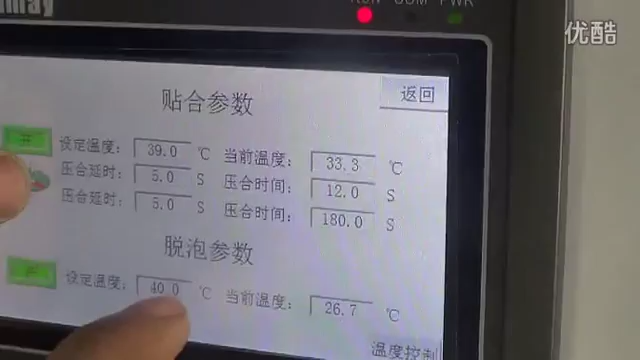 PWR
优酷
贴合参数
返回
开 设定温度: 39.0 ℃ 当前温度: 33.3 ℃
压合延时: 5.0 S 压合时间: 12.0 S
压合延时: 5.0 S 压合时间: 180.0 S
脱泡参数
开 设定温度: 40.0 ℃ 当前温度: 26.7 ℃
温度控制